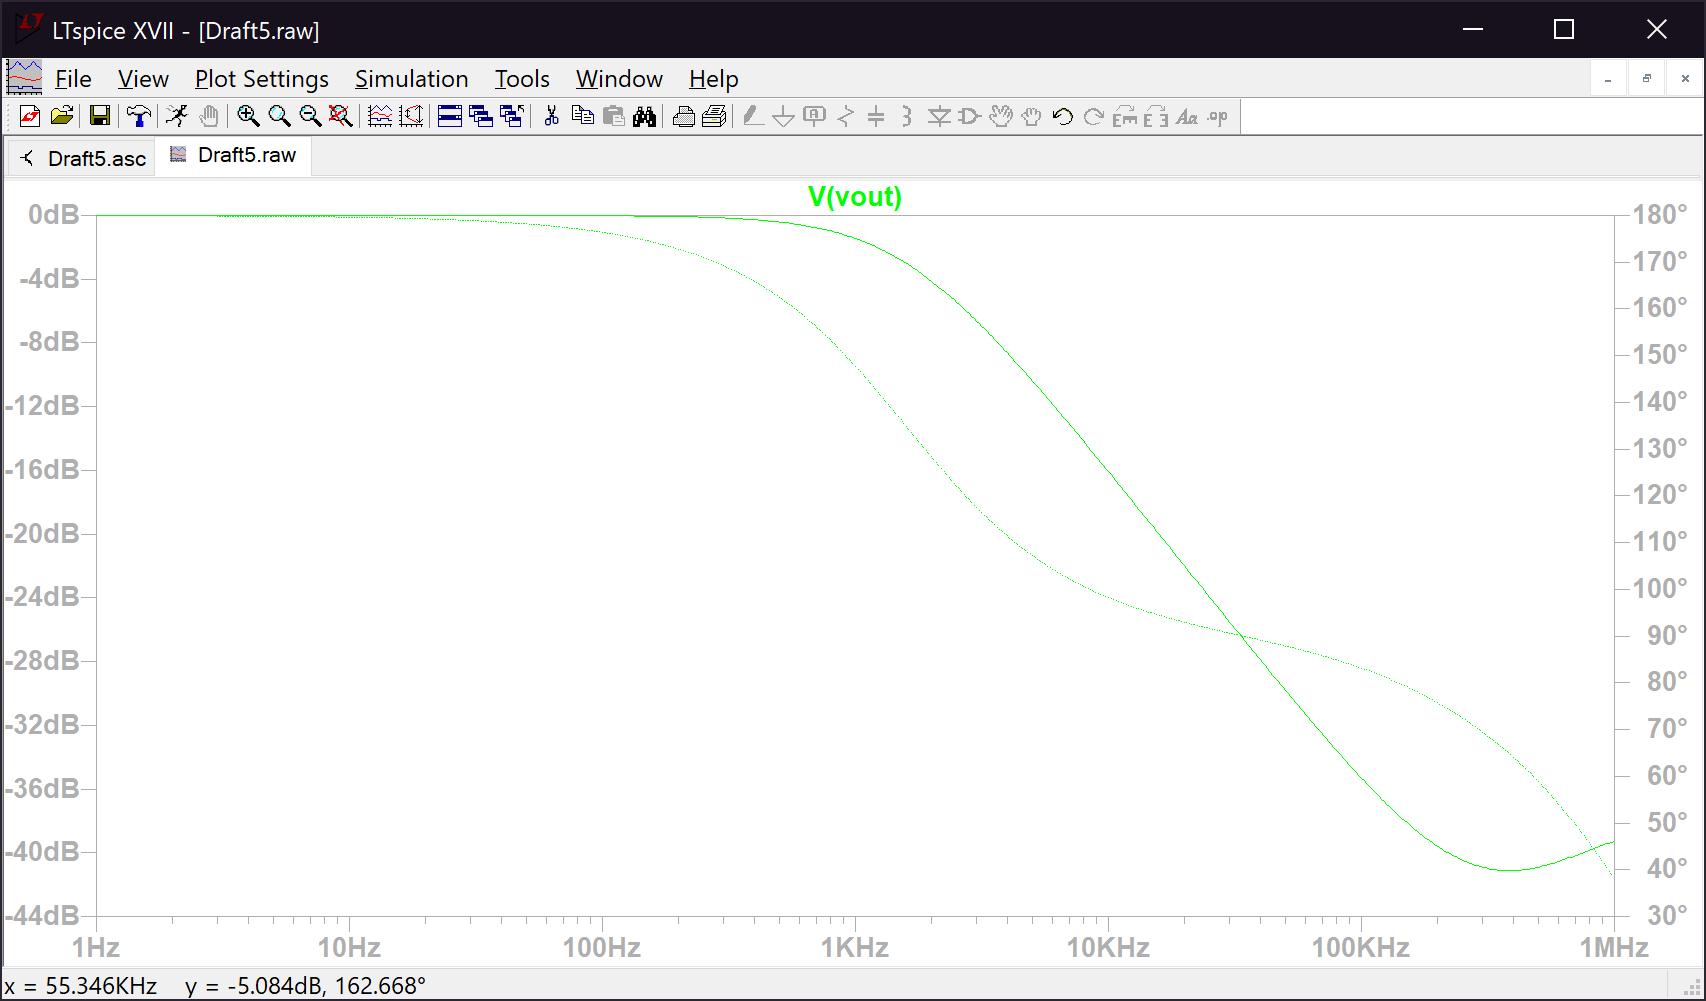 LTspice XVII - [Draft5.raw]
File View Plot Settings Simulation Tools Window Help
Draft5.asc Draft5.raw
V(vout)
0dB 180°
-4dB 170°
-8dB 160°
-12dB 150°
-16dB 140°
-20dB 130°
-24dB 120°
-28dB 110°
-32dB 100°
-36dB 90°
-40dB 80°
-44dB 70°
60°
50°
40°
30°
1Hz 10Hz 100Hz 1KHz 10KHz 100KHz 1MHz
x = 55.346KHz y = -5.084dB, 162.668°